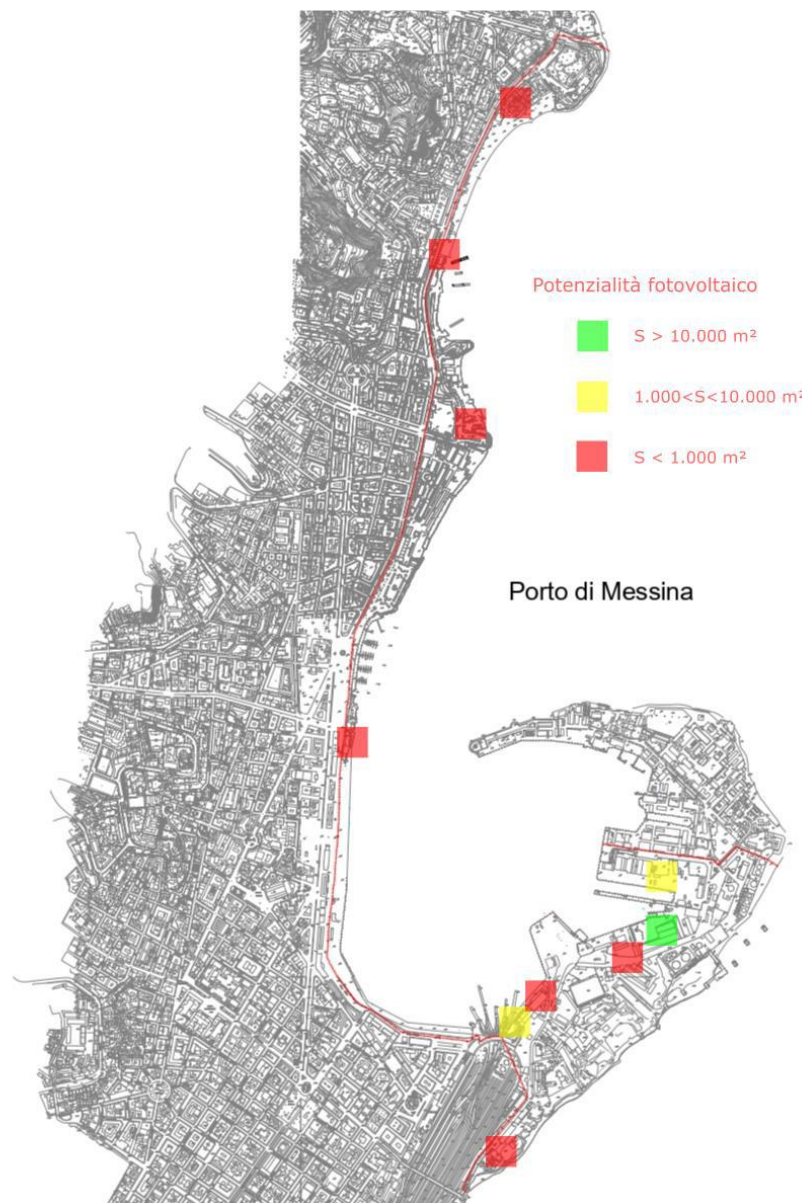 Potenzialità fotovoltaico
S > 10.000 m²
1.000<S<10.000 m²
S < 1.000 m²
Porto di Messina